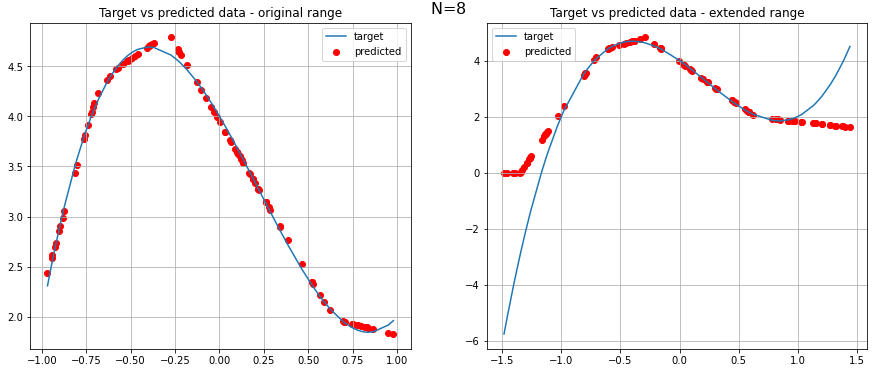 N=8
Target vs predicted data - original range
target
predicted
4.5
4.0
3.5
3.0
2.5
2.0
−1.00 −0.75 −0.50 −0.25 0.00 0.25 0.50 0.75 1.00
Target vs predicted data - extended range
target
predicted
4
2
0
−2
−4
−6
−1.5 −1.0 −0.5 0.0 0.5 1.0 1.5